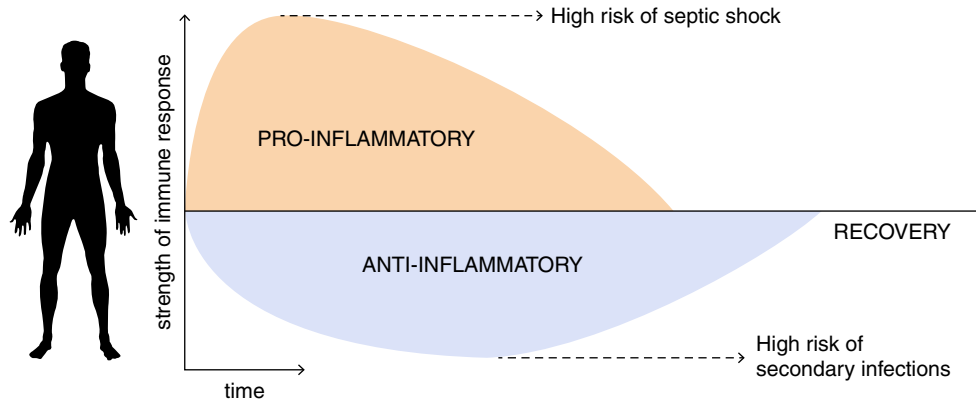 High risk of septic shock
strength of immune response
PRO-INFLAMMATORY
RECOVERY
ANTI-INFLAMMATORY
High risk of
secondary infections
time